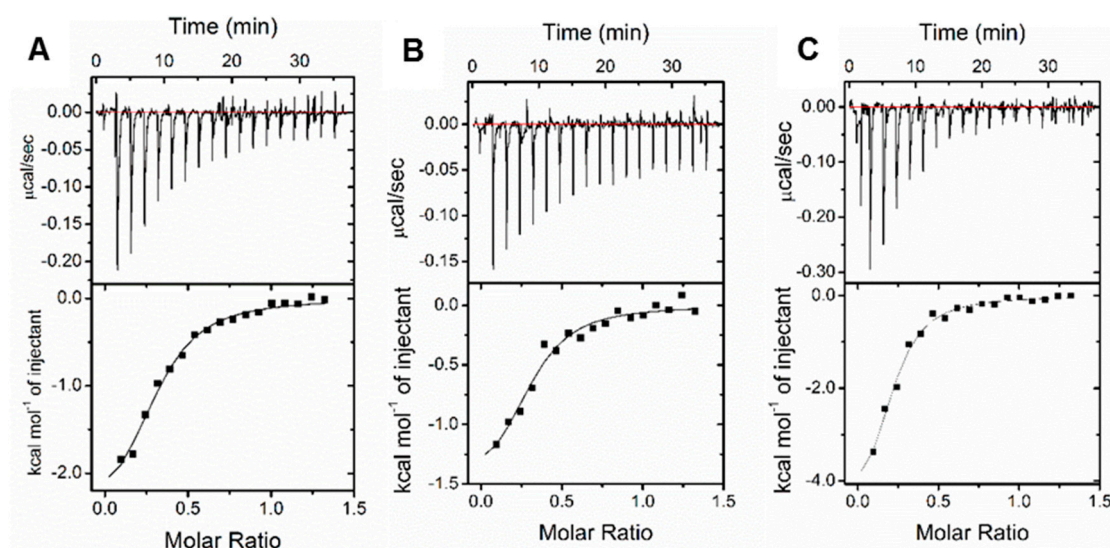 A
Time (min)
0 10 20 30
0.00
-0.05
-0.10
-0.15
-0.20
μcal/sec
0.0
-1.0
-2.0
kcal mol⁻¹ of injectant
0.0 0.5 1.0 1.5
Molar Ratio
B
Time (min)
0 10 20 30
0.00
-0.05
-0.10
-0.15
μcal/sec
0.0
-0.5
-1.0
-1.5
kcal mol⁻¹ of injectant
0.0 0.5 1.0 1.5
Molar Ratio
C
Time (min)
0 10 20 30
0.00
-0.10
-0.20
-0.30
μcal/sec
0.0
-2.0
-4.0
kcal mol⁻¹ of injectant
0.0 0.5 1.0 1.5
Molar Ratio